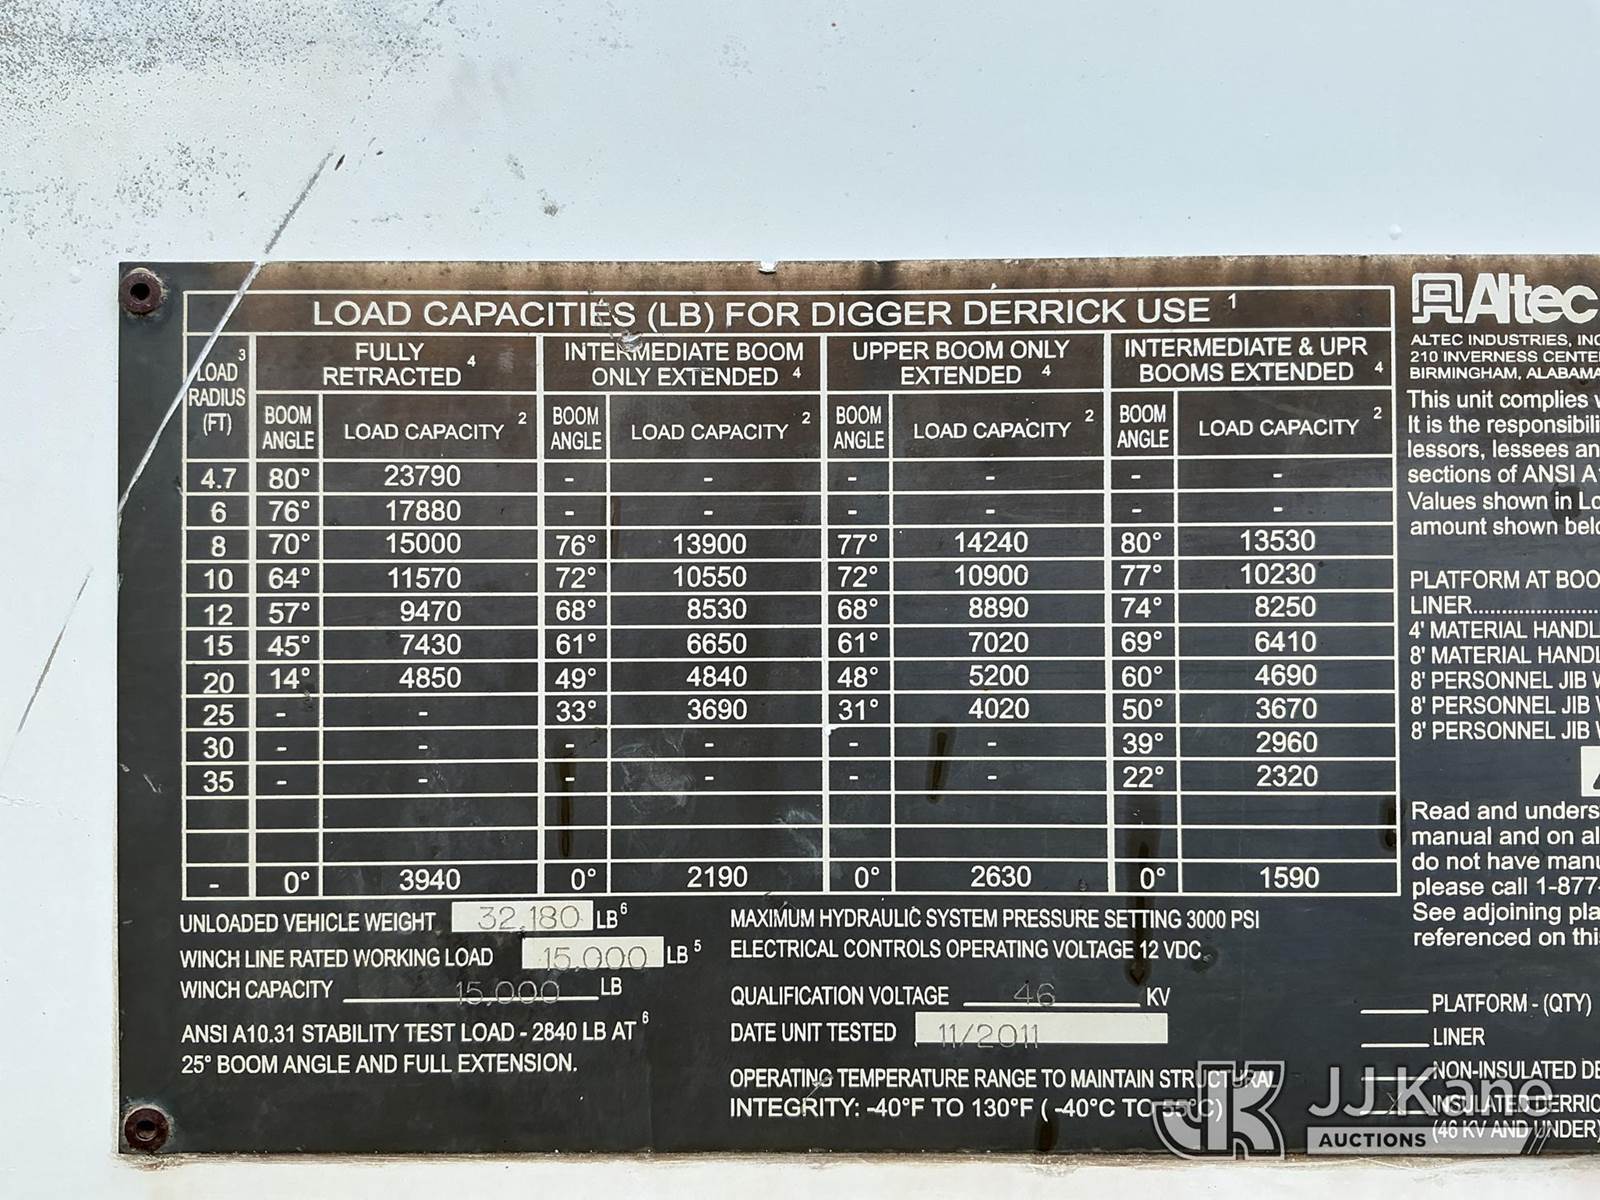 LOAD CAPACITIES (LB) FOR DIGGER DERRICK USE 1
LOAD 3 RADIUS (FT)
FULLY RETRACTED 4
INTERMEDIATE BOOM ONLY EXTENDED 4
UPPER BOOM ONLY EXTENDED 4
INTERMEDIATE & UPR BOOMS EXTENDED 4
BOOM ANGLE LOAD CAPACITY 2 BOOM ANGLE LOAD CAPACITY 2 BOOM ANGLE LOAD CAPACITY 2 BOOM ANGLE LOAD CAPACITY 2
4.7 80° 23790 - - - - - -
6 76° 17880 - - - - - -
8 70° 15000 76° 13900 77° 14240 80° 13530
10 64° 11570 72° 10550 72° 10900 77° 10230
12 57° 9470 68° 8530 68° 8890 74° 8250
15 45° 7430 61° 6650 61° 7020 69° 6410
20 14° 4850 49° 4840 48° 5200 60° 4690
25 - - 33° 3690 31° 4020 50° 3670
30 - - - - - - 39° 2960
35 - - - - - - 22° 2320
- 0° 3940 0° 2190 0° 2630 0° 1590
UNLOADED VEHICLE WEIGHT 32,180 LB 6
WINCH LINE RATED WORKING LOAD 15,000 LB 5
WINCH CAPACITY 15,000 LB
ANSI A10.31 STABILITY TEST LOAD - 2840 LB AT 6
25° BOOM ANGLE AND FULL EXTENSION.
MAXIMUM HYDRAULIC SYSTEM PRESSURE SETTING 3000 PSI
ELECTRICAL CONTROLS OPERATING VOLTAGE 12 VDC
QUALIFICATION VOLTAGE 46 KV
DATE UNIT TESTED 11/2011
OPERATING TEMPERATURE RANGE TO MAINTAIN STRUCTURAL
INTEGRITY: -40°F TO 130°F ( -40°C TO 55°C)
Altec
ALTEC INDUSTRIES, INC
210 INVERNESS CENTE
BIRMINGHAM, ALABAMA
This unit complies
It is the responsibili
lessors, lessees an
sections of ANSI A
Values shown in Lo
amount shown belo
PLATFORM AT BOO
LINER......................
4' MATERIAL HANDL
8' MATERIAL HANDL
8' PERSONNEL JIB
8' PERSONNEL JIB
8' PERSONNEL JIB
Read and unders
manual and on al
do not have manu
please call 1-877-
See adjoining pla
referenced on this
PLATFORM - (QTY)
LINER
NON-INSULATED DE
INSULATED DERRIC
(46 KV AND UNDER)
JK JJ Kane
AUCTIONS